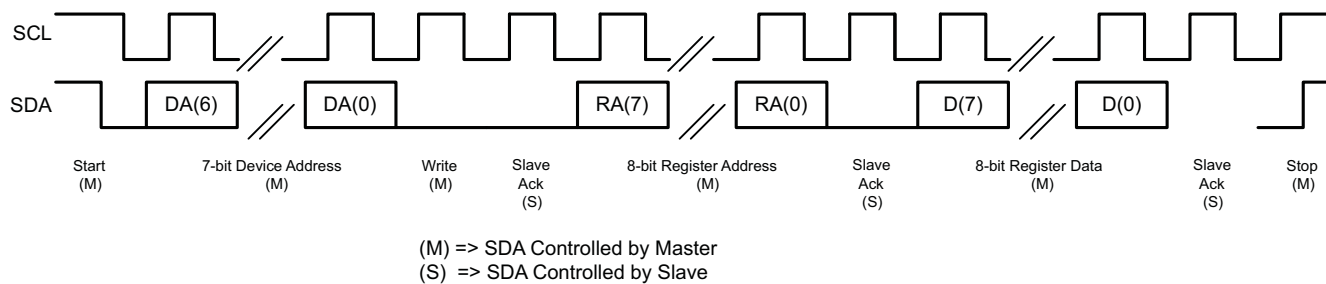 SCL
SDA
DA(6)
DA(0)
RA(7)
RA(0)
D(7)
D(0)
Start
(M)
7-bit Device Address
(M)
Write
(M)
Slave
Ack
(S)
8-bit Register Address
(M)
Slave
Ack
(S)
8-bit Register Data
(M)
Slave
Ack
(S)
Stop
(M)
(M) => SDA Controlled by Master
(S) => SDA Controlled by Slave